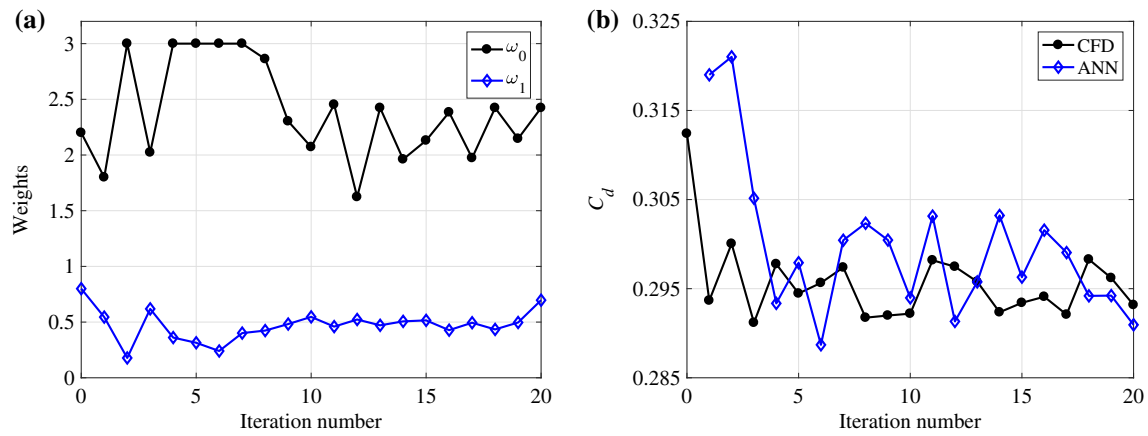 (a)
3
2.5
2
1.5
1
0.5
0
Weights
0 5 10 15 20
Iteration number
ω0
ω1
(b)
0.325
0.315
0.305
0.295
0.285
Cd
0 5 10 15 20
Iteration number
CFD
ANN